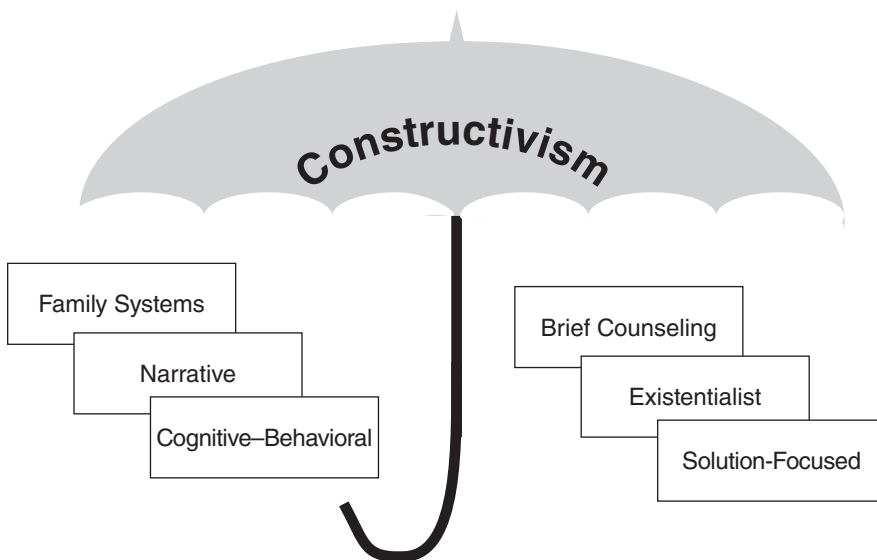 Constructivism
Family Systems
Narrative
Cognitive–Behavioral
Brief Counseling
Existentialist
Solution-Focused